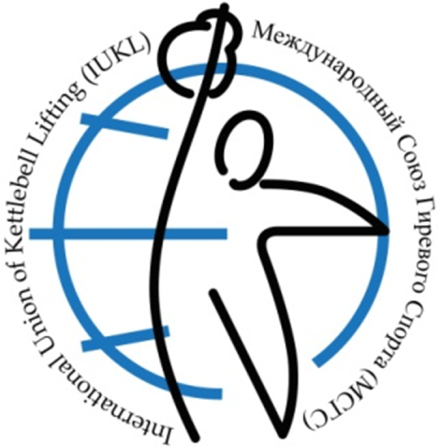 International Union of Kettlebell Lifting (IUKL)
Международный Союз Гиревого Спорта (МСГС)